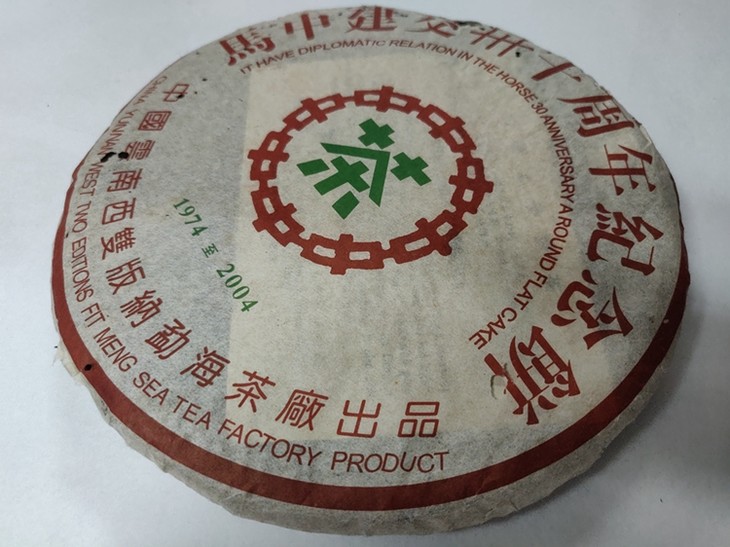 馬中建交卅十周年紀念餅
IT HAVE DIPLOMATIC RELATION IN THE HORSE 30 ANNIVERSARY A ROUND FLAT CAKE
茶
1974 至 2004
中國雲南西雙版納勐海茶廠出品
CHINA YUNNAN WEST TWO EDITIONS FIT MENG SEA TEA FACTORY PRODUCT